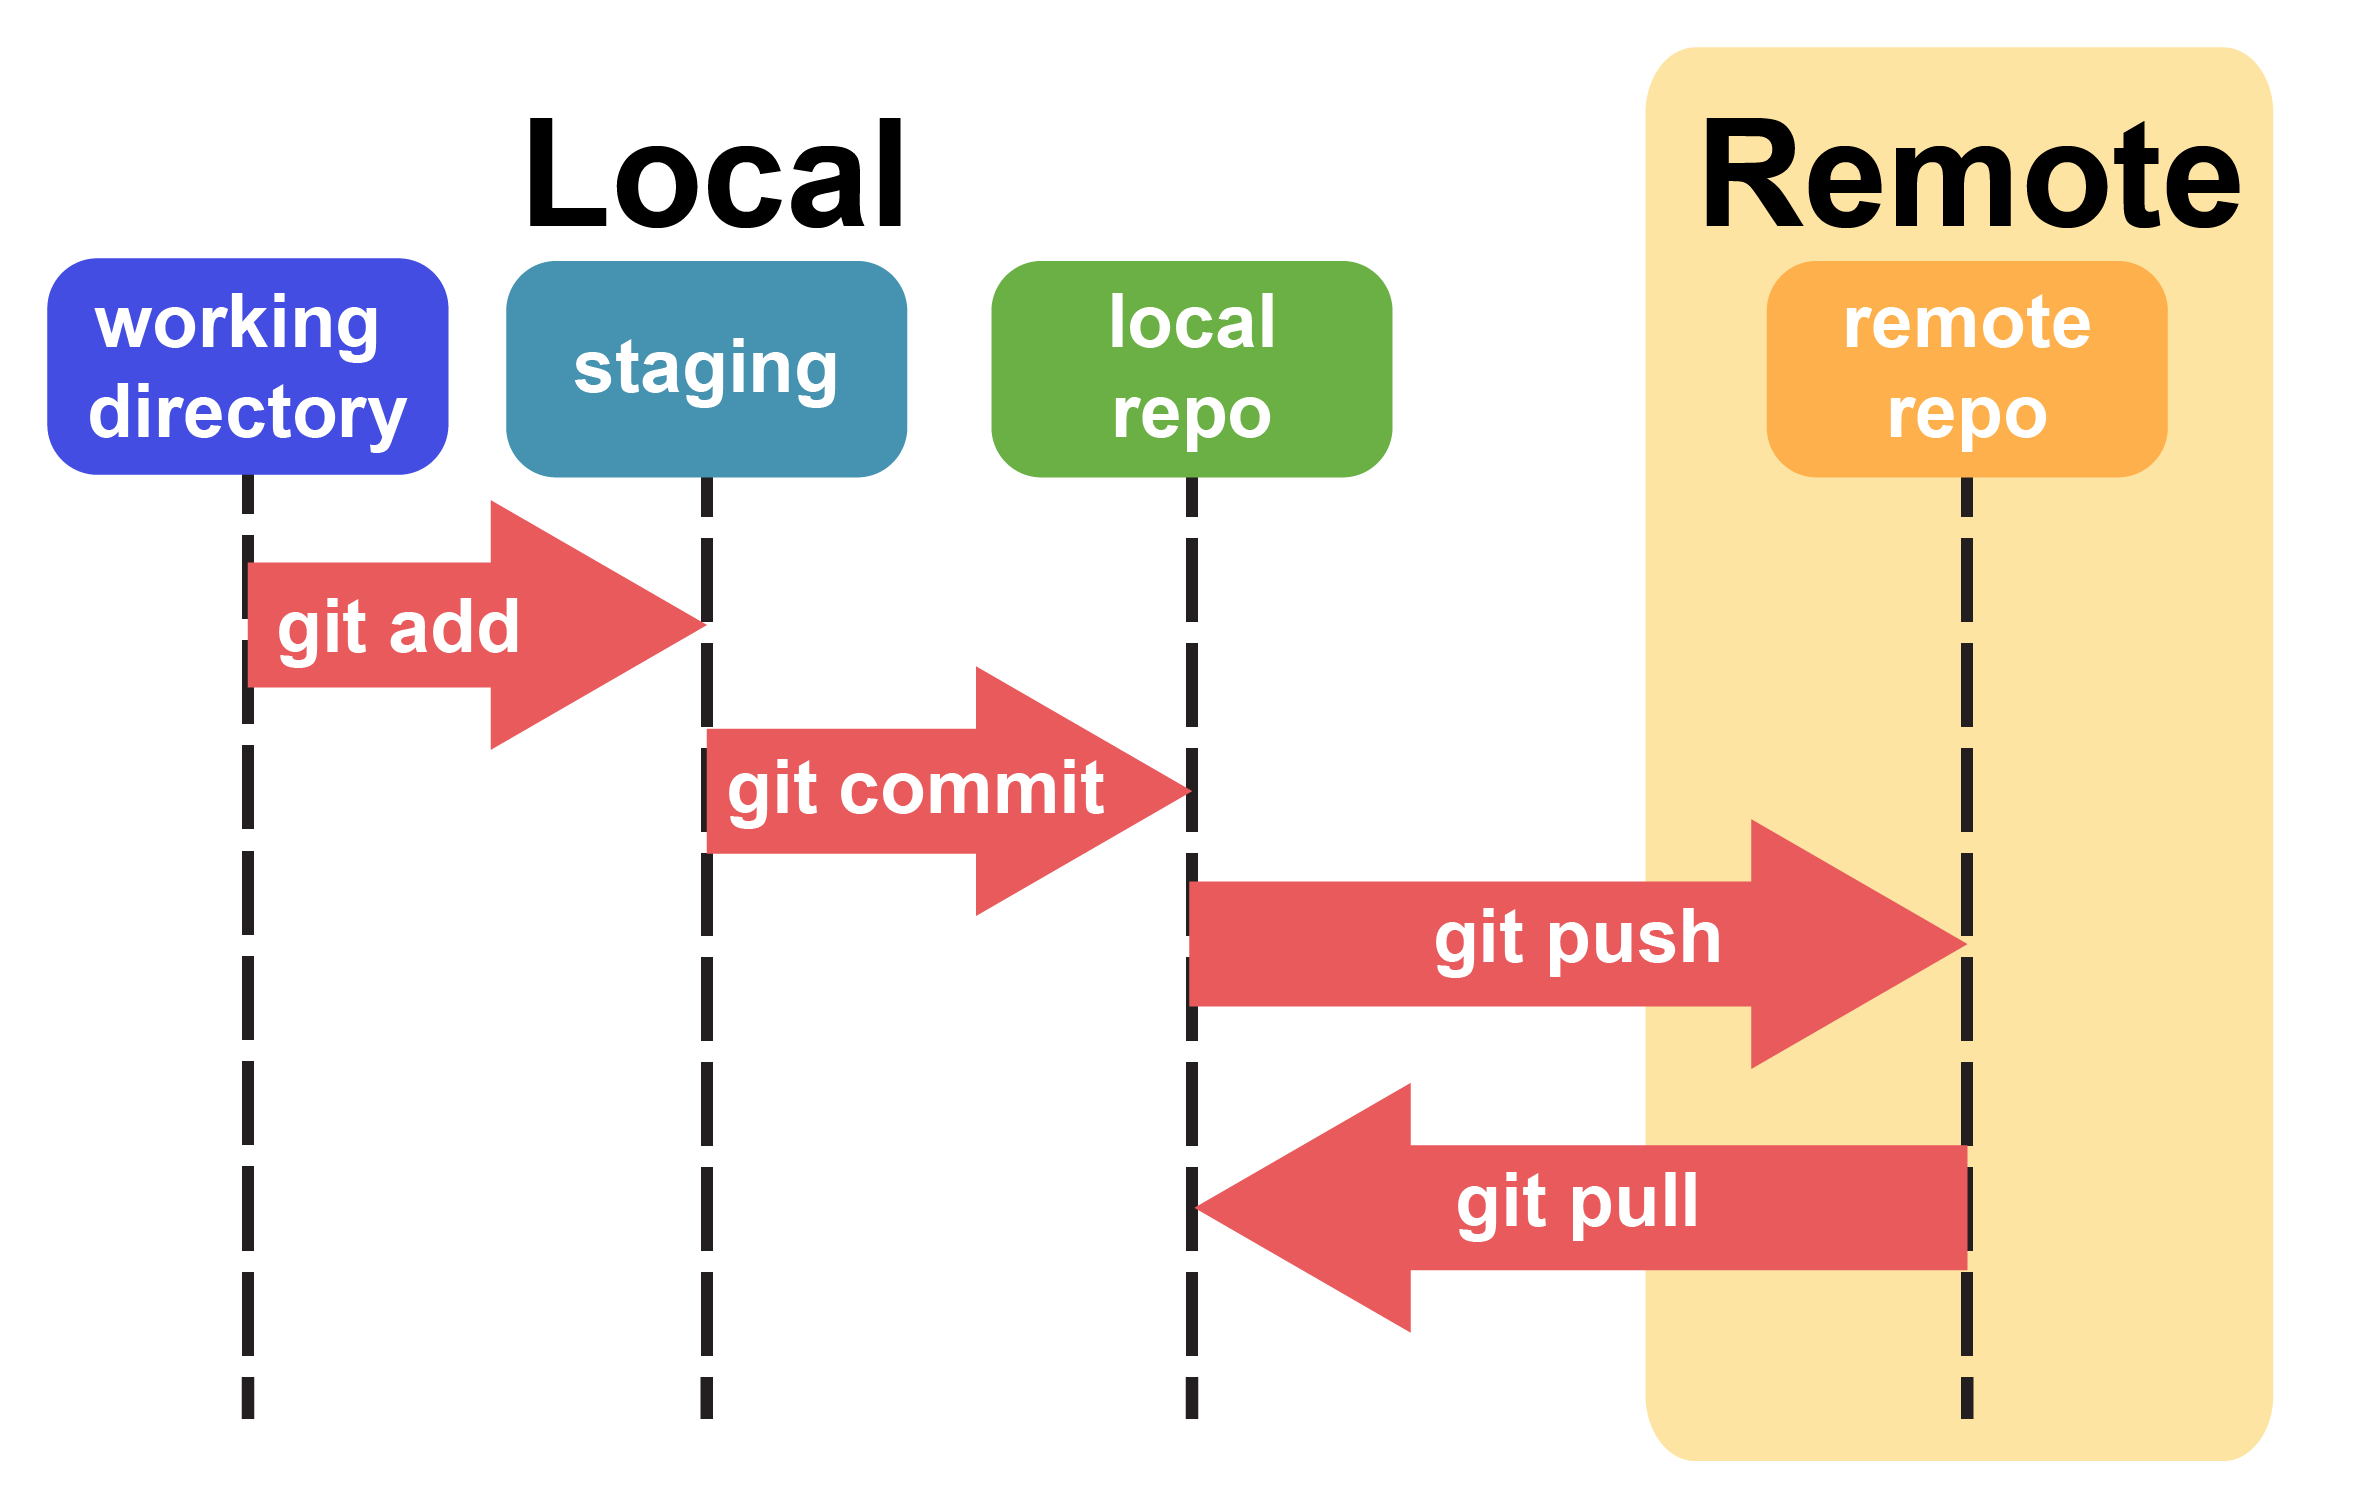 Local
Remote
working
directory
staging
local
repo
remote
repo
git add
git commit
git push
git pull